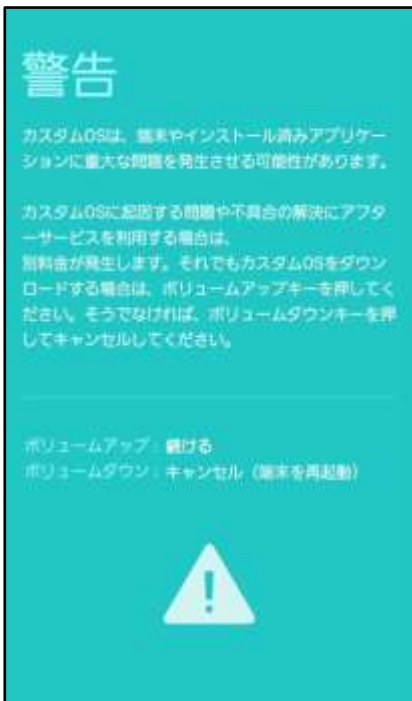 警告
カスタムOSは、端末やインストール済みアプリケー
ションに重大な問題を発生させる可能性があります。
カスタムOSに起因する問題や不具合の解決にアフタ
ーサービスを利用する場合は、
別料金が発生します。それでもカスタムOSをダウン
ロードする場合は、ボリュームアップキーを押してく
ださい。そうでなければ、ボリュームダウンキーを押
してキャンセルしてください。
ボリュームアップ：続ける
ボリュームダウン：キャンセル（端末を再起動）